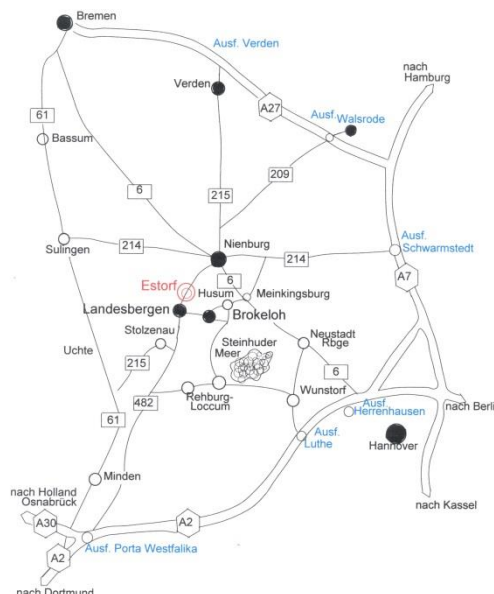 Bremen
Ausf. Verden
nach
Hamburg
Verden
A27
Ausf.
Walsrode
61
Bassum
6
215
209
Sulingen
214
Nienburg
214
Ausf.
Schwarmstedt
Estorf
6
A7
Husum
Meinkingsburg
Landesbergen
Brokeloh
Stolzenau
Steinhuder
Meer
Neustadt
Rbge
Uchte
215
6
482
Rehburg-
Loccum
Wunstorf
nach Berli
Ausf.
Herrenhausen
61
Ausf.
Luthe
Hannover
Minden
nach Kassel
nach Holland
Osnabrück
A30
A2
A2
Ausf. Porta Westfalika
nach Dortmund